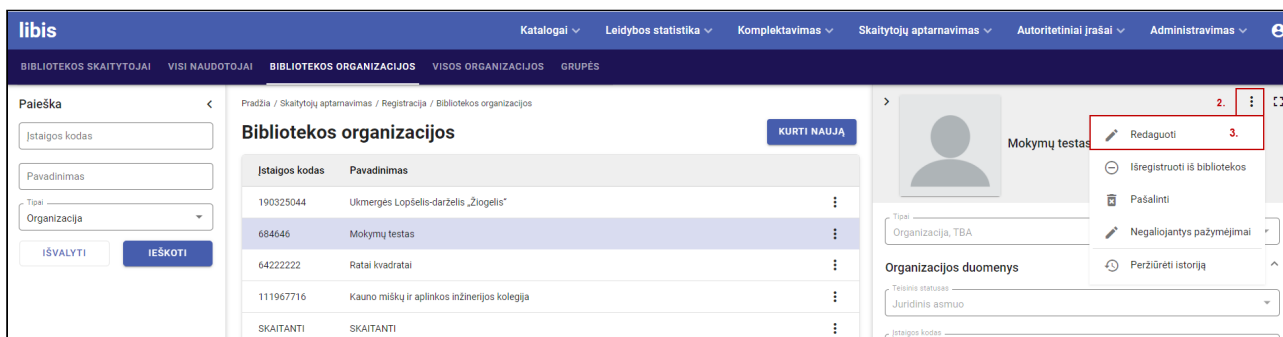 libis
Katalogai Leidybos statistika Komplektavimas Skaitytojų aptarnavimas Autoritetiniai įrašai Administravimas
BIBLIOTEKOS SKAITYTOJAI VISI NAUDOTOJAI BIBLIOTEKOS ORGANIZACIJOS VISOS ORGANIZACIJOS GRUPĖS
Paieška
Įstaigos kodas
Pavadinimas
Tipai
Organizacija
IŠVALYTI IEŠKOTI
Pradžia / Skaitytojų aptarnavimas / Registracija / Bibliotekos organizacijos
Bibliotekos organizacijos
KURTI NAUJĄ
Įstaigos kodas Pavadinimas
190325044 Ukmergės Lopšelis-darželis „Žiogelis"
684646 Mokymų testas
64222222 Ratai kvadratai
111967716 Kauno miškų ir aplinkos inžinerijos kolegija
SKAITANTI SKAITANTI
2.
Mokymų testas
Redaguoti 3.
Išregistruoti iš bibliotekos
Pašalinti
Negaliojantys pažymėjimai
Peržiūrėti istoriją
Tipai
Organizacija, TBA
Organizacijos duomenys
Teisinis statusas
Juridinis asmuo
Įstaigos kodas